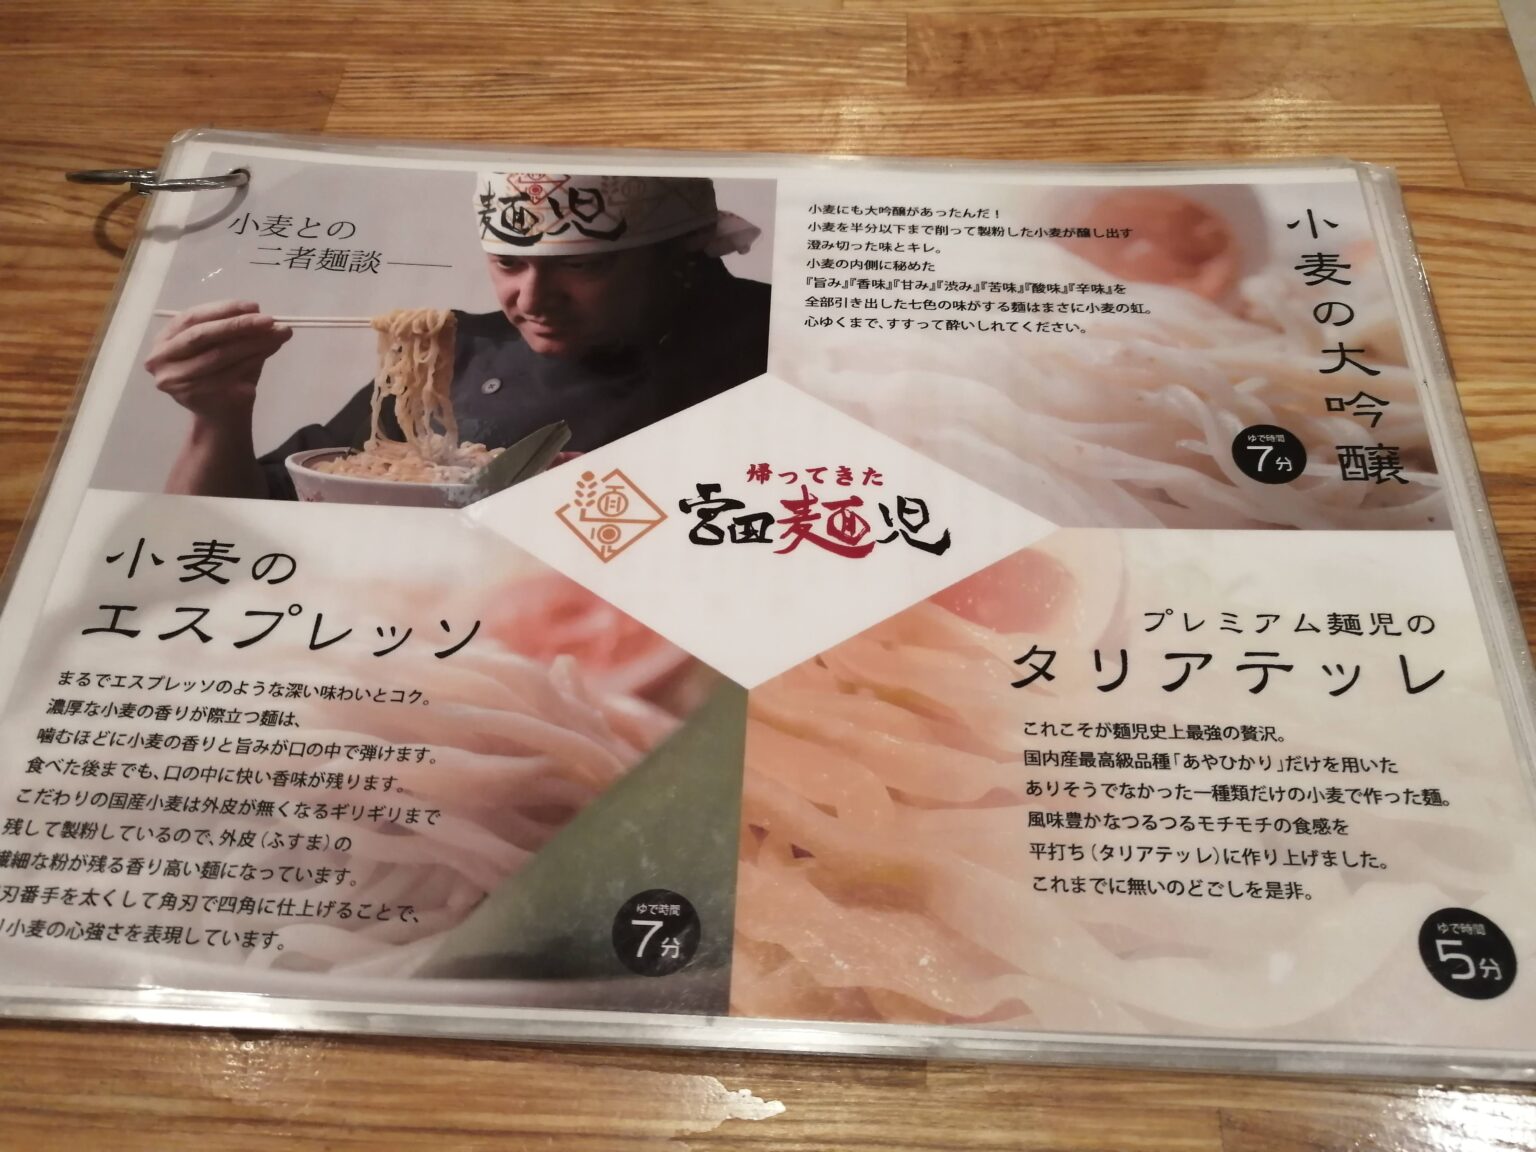 小麦との
二者麺談――
麺児
小麦にも大吟醸があったんだ！
小麦を半分以下まで削って製粉した小麦が醸し出す
澄み切った味とキレ。
小麦の内側に秘めた
『旨み』『香味』『甘み』『渋み』『苦味』『酸味』『辛味』を
全部引き出した七色の味がする麺はまさに小麦の虹。
心ゆくまで、すすって酔いしれてください。
小麦の大吟醸
ゆで時間
7分
帰ってきた
宮田麺児
小麦の
エスプレッソ
まるでエスプレッソのような深い味わいとコク。
濃厚な小麦の香りが際立つ麺は、
噛むほどに小麦の香りと旨みが口の中で弾けます。
食べた後までも、口の中に快い香味が残ります。
こだわりの国産小麦は外皮が無くなるギリギリまで
残して製粉しているので、外皮（ふすま）の
繊細な粉が残る香り高い麺になっています。
刃番手を太くして角刃で四角に仕上げることで、
小麦の心強さを表現しています。
ゆで時間
7分
プレミアム麺児の
タリアテッレ
これこそが麺児史上最強の贅沢。
国内産最高級品種「あやひかり」だけを用いた
ありそうでなかった一種類だけの小麦で作った麺。
風味豊かなつるつるモチモチの食感を
平打ち（タリアテッレ）に作り上げました。
これまでに無いのどごしを是非。
ゆで時間
5分